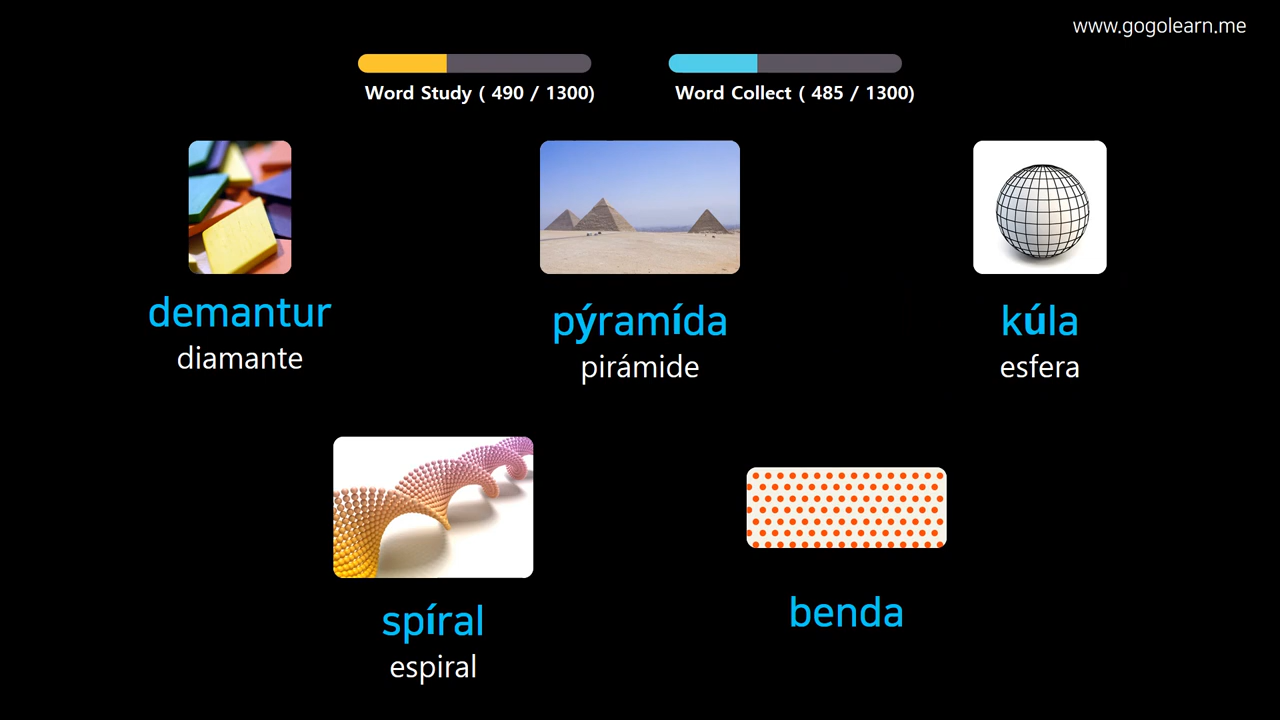 www.gogolearn.me
Word Study ( 490 / 1300)
Word Collect ( 485 / 1300)
demantur
diamante
pýramída
pirámide
kúla
esfera
spíral
espiral
benda